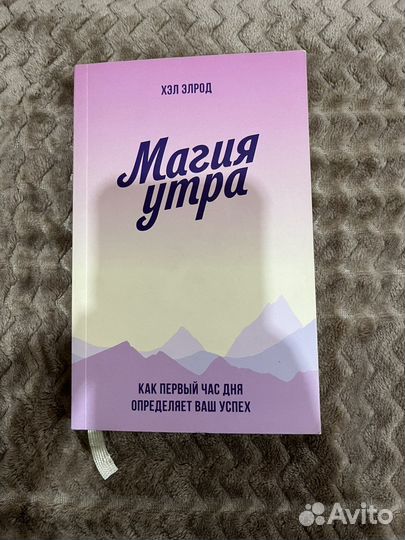 ХЭЛ ЭЛРОД
Магия
утра
КАК ПЕРВЫЙ ЧАС ДНЯ
ОПРЕДЕЛЯЕТ ВАШ УСПЕХ
Avito